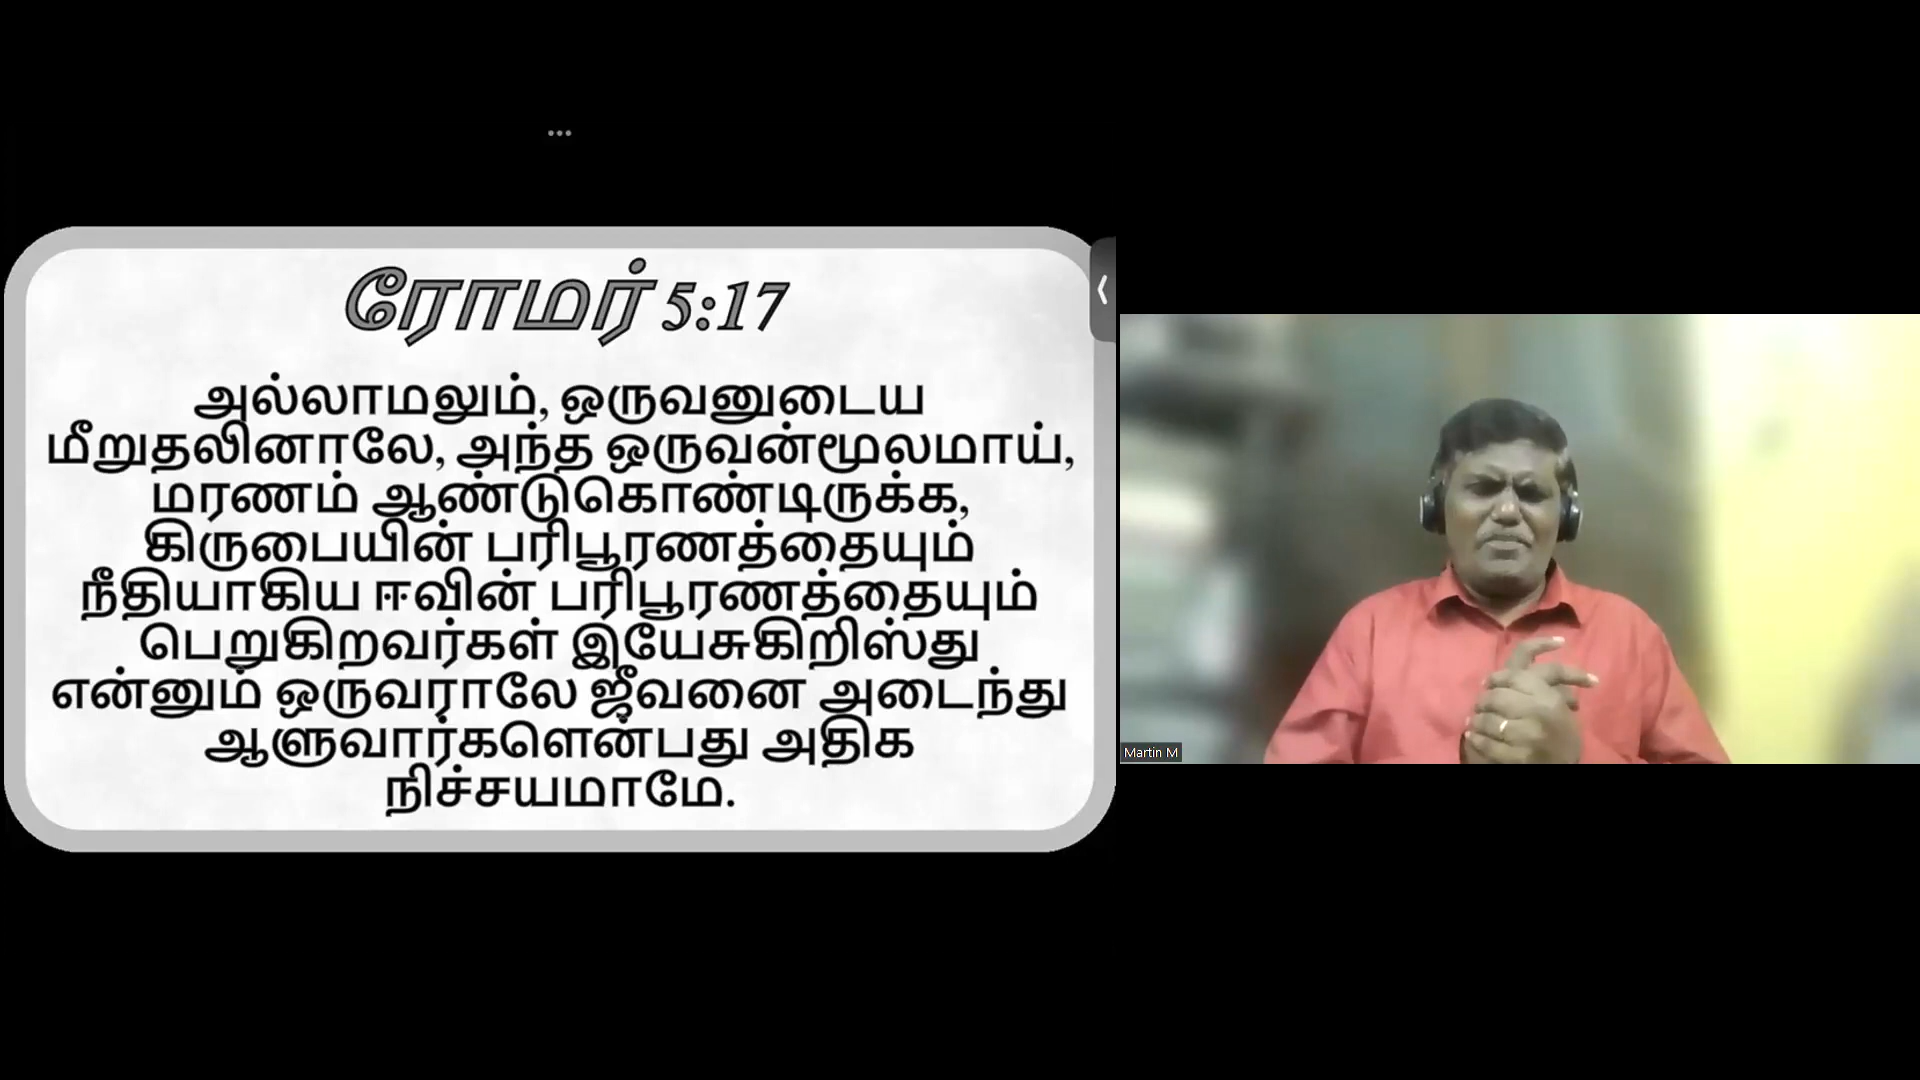 ரோமர் 5:17
அல்லாமலும், ஒருவனுடைய
மீறுதலினாலே, அந்த ஒருவன்மூலமாய்,
மரணம் ஆண்டுகொண்டிருக்க,
கிருபையின் பரிபூரணத்தையும்
நீதியாகிய ஈவின் பரிபூரணத்தையும்
பெறுகிறவர்கள் இயேசுகிறிஸ்து
என்னும் ஒருவராலே ஜீவனை அடைந்து
ஆளுவார்களென்பது அதிக
நிச்சயமாமே.
Martin M